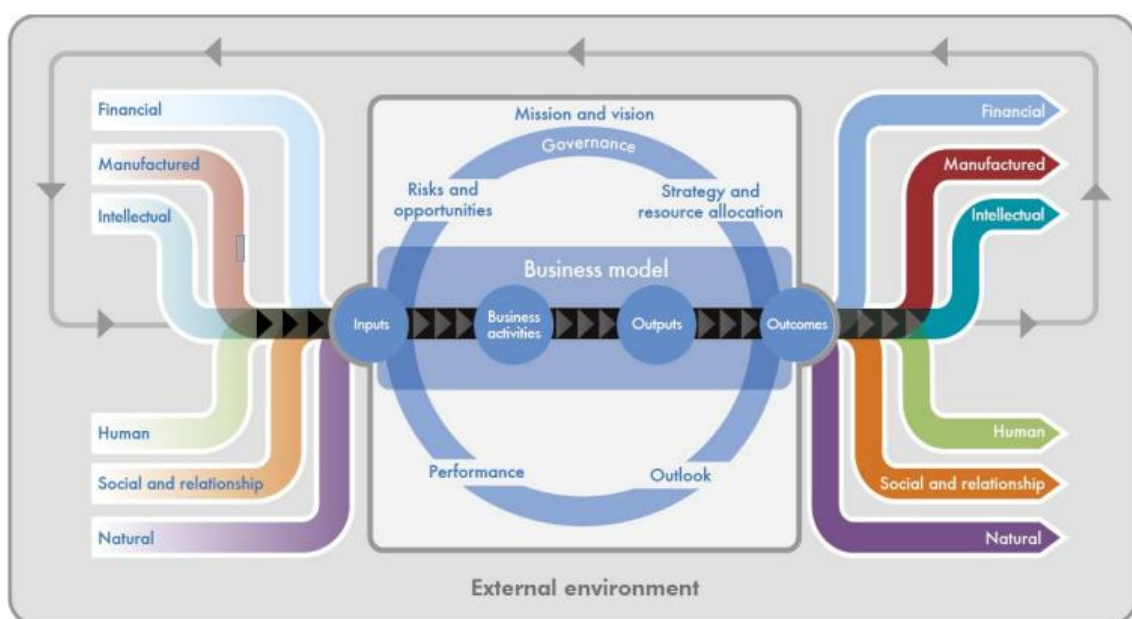 Financial
Manufactured
Intellectual
Human
Social and relationship
Natural
Mission and vision
Governance
Risks and
opportunities
Strategy and
resource allocation
Business model
Inputs
Business
activities
Outputs
Outcomes
Performance
Outlook
Financial
Manufactured
Intellectual
Human
Social and relationship
Natural
External environment